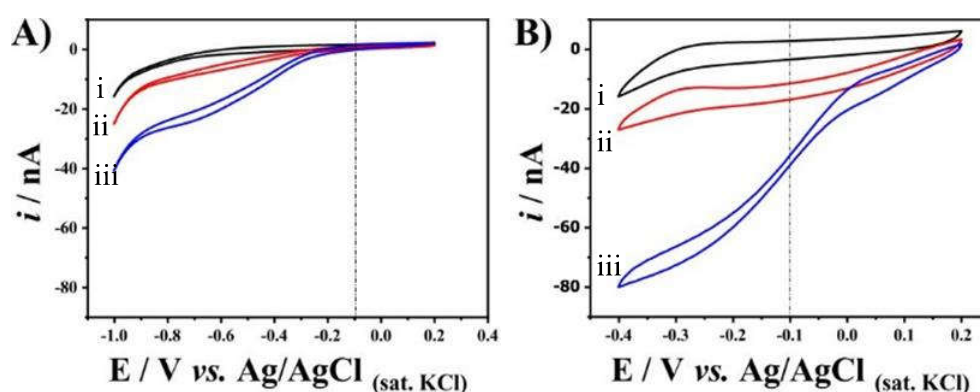 A)
0
-20
-40
-60
-80
i / nA
i
ii
iii
-1.0 -0.8 -0.6 -0.4 -0.2 0.0 0.2 0.4
E / V vs. Ag/AgCl (sat. KCl)
B)
0
-20
-40
-60
-80
i / nA
i
ii
iii
-0.4 -0.3 -0.2 -0.1 0.0 0.1 0.2
E / V vs. Ag/AgCl (sat. KCl)